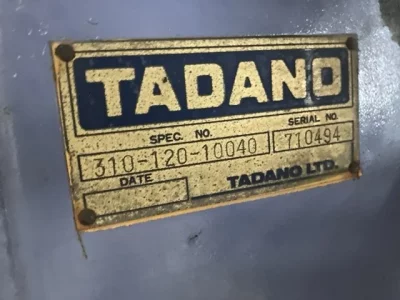 TADANO
SPEC. NO. SERIAL NO.
310-120-10040 710494
DATE
TADANO LTD.